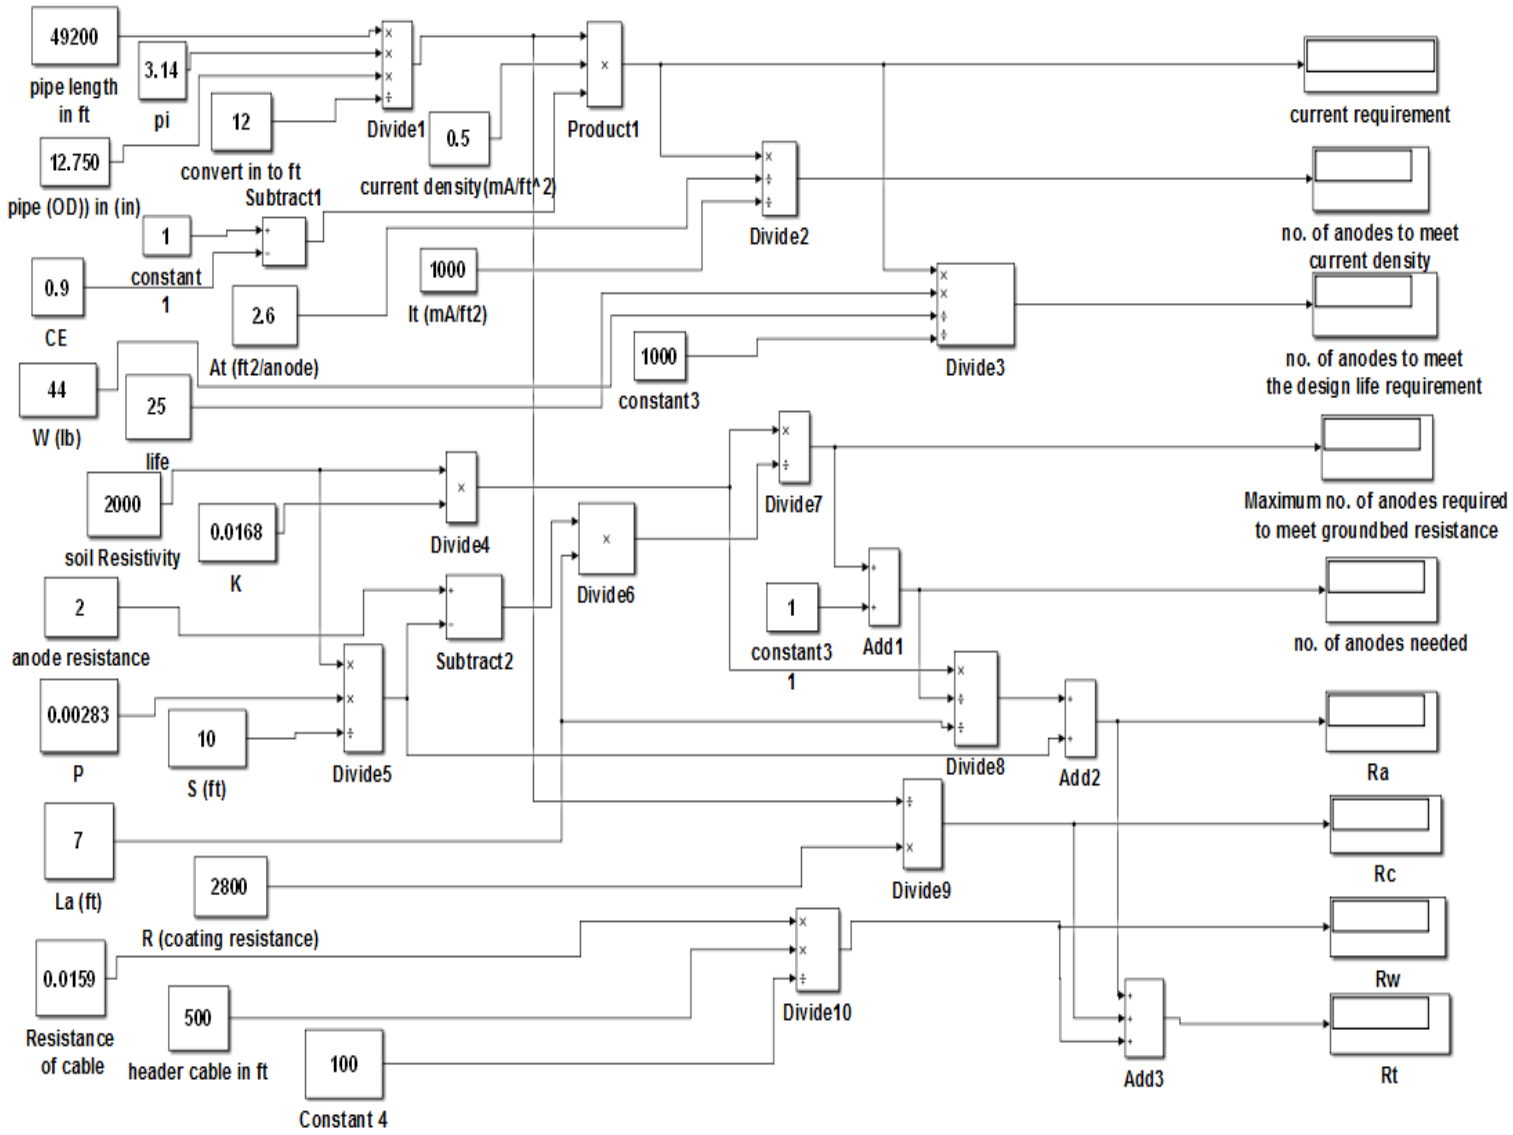 49200
pipe length
in ft
3.14
pi
12.750
pipe (OD)) in (in)
12
convert in to ft
×
×
×
÷
Divide1
0.5
current density(mA/ft^2)
×
Product1
current requirement
1
constant
1
Subtract1
+
-
0.9
CE
2.6
At (ft2/anode)
1000
It (mA/ft2)
×
÷
÷
Divide2
no. of anodes to meet
current density
44
W (lb)
25
life
1000
constant3
×
×
÷
÷
Divide3
no. of anodes to meet
the design life requirement
2000
soil Resistivity
0.0168
K
×
Divide4
×
÷
Divide7
Maximum no. of anodes required
to meet groundbed resistance
2
anode resistance
+
-
Subtract2
×
Divide6
1
constant3
1
+
+
Add1
no. of anodes needed
0.00283
P
10
S (ft)
×
×
÷
Divide5
×
÷
÷
Divide8
+
+
Add2
Ra
7
La (ft)
2800
R (coating resistance)
÷
×
Divide9
Rc
0.0159
Resistance
of cable
500
header cable in ft
100
Constant 4
×
×
÷
Divide10
Rw
+
+
+
Add3
Rt